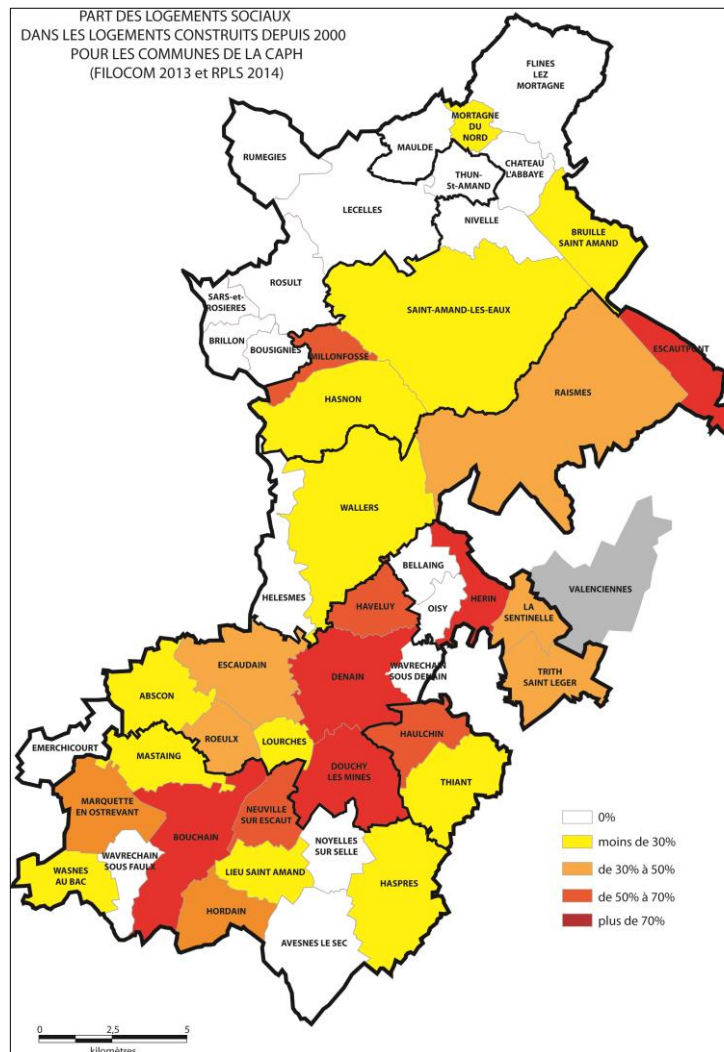 PART DES LOGEMENTS SOCIAUX
DANS LES LOGEMENTS CONSTRUITS DEPUIS 2000
POUR LES COMMUNES DE LA CAPH
(FILOCOM 2013 et RPLS 2014)
FLINES
LEZ
MORTAGNE
MORTAGNE
DU
NORD
MAULDE
RUMEGIES
CHATEAU
L'ABBAYE
THUN-
St-AMAND
LECELLES
NIVELLE
BRUILLE
SAINT AMAND
ROSULT
SARS-et-
ROSIERES
SAINT-AMAND-LES-EAUX
BRILLON
BOUSIGNIES
MILLONFOSSE
ESCAUTPONT
HASNON
RAISMES
WALLERS
BELLAING
VALENCIENNES
HELESMES
HAVELUY
OISY
HERIN
LA
SENTINELLE
ESCAUDAIN
DENAIN
WAVRECHAIN
SOUS DENAIN
TRITH
SAINT LEGER
ABSCON
EMERCHICOURT
ROEULX
LOURCHES
HAULCHIN
MASTAING
DOUCHY
LES MINES
THIANT
MARQUETTE
EN OSTREVANT
NEUVILLE
SUR ESCAUT
BOUCHAIN
NOYELLES
SUR SELLE
WAVRECHAIN
SOUS FAULX
WASNES
AU BAC
LIEU SAINT AMAND
HASPRES
HORDAIN
AVESNES LE SEC
0%
moins de 30%
de 30% à 50%
de 50% à 70%
plus de 70%
0 2,5 5
kilomètres